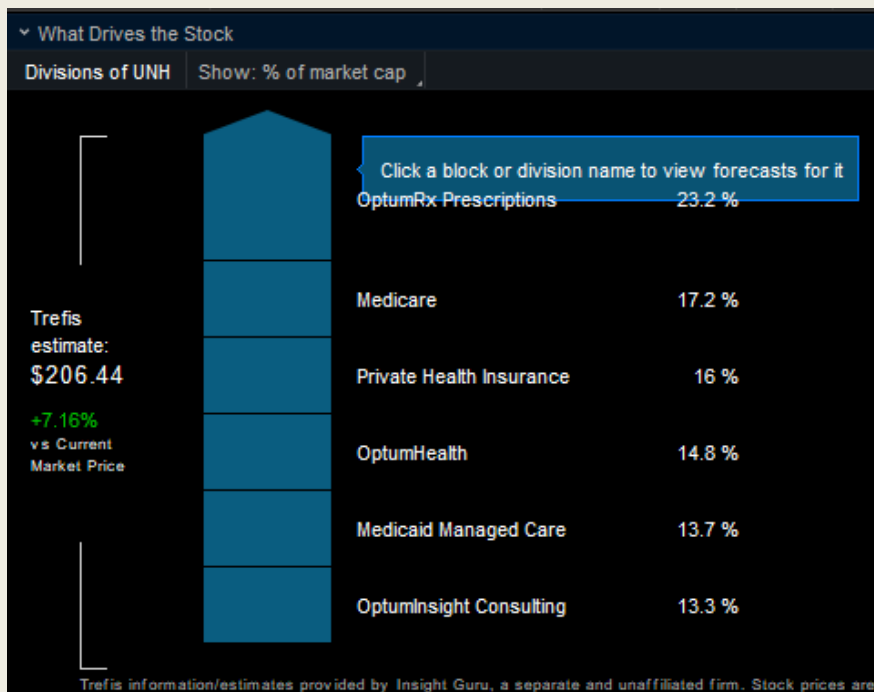 What Drives the Stock
Divisions of UNH Show: % of market cap
Click a block or division name to view forecasts for it
OptumRx Prescriptions 23.2 %
Medicare 17.2 %
Trefis
estimate:
$206.44
Private Health Insurance 16 %
+7.16%
vs Current
Market Price
OptumHealth 14.8 %
Medicaid Managed Care 13.7 %
OptumInsight Consulting 13.3 %
Trefis information/estimates provided by Insight Guru, a separate and unaffiliated firm. Stock prices are